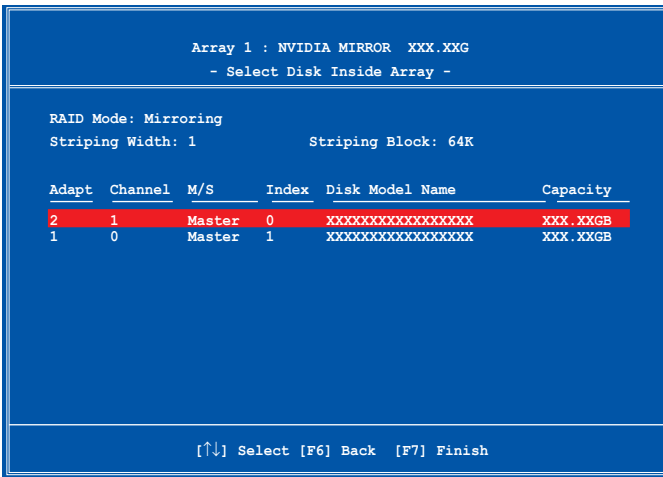 Array 1 : NVIDIA MIRROR XXX.XXG
- Select Disk Inside Array -
RAID Mode: Mirroring
Striping Width: 1 Striping Block: 64K
Adapt Channel M/S Index Disk Model Name Capacity
2 1 Master 0 XXXXXXXXXXXXXXXXX XXX.XXGB
1 0 Master 1 XXXXXXXXXXXXXXXXX XXX.XXGB
[↑↓] Select [F6] Back [F7] Finish